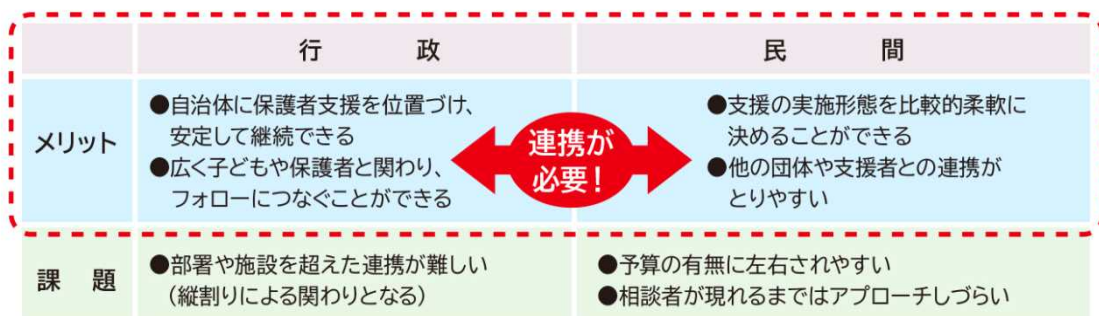 行政
民間
メリット
●自治体に保護者支援を位置づけ、
安定して継続できる
●広く子どもや保護者と関わり、
フォローにつなぐことができる
連携が
必要！
●支援の実施形態を比較的柔軟に
決めることができる
●他の団体や支援者との連携が
とりやすい
課題
●部署や施設を超えた連携が難しい
（縦割りによる関わりとなる）
●予算の有無に左右されやすい
●相談者が現れるまではアプローチしづらい